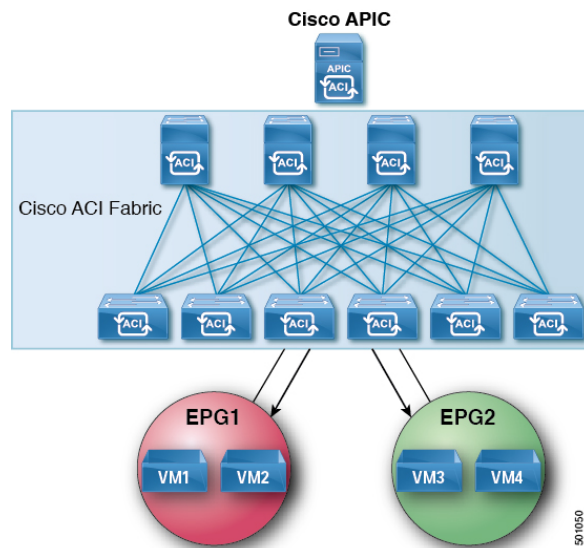 Cisco APIC
APIC
ACI
ACI
ACI
ACI
ACI
Cisco ACI Fabric
ACI
ACI
ACI
ACI
ACI
ACI
EPG1
EPG2
VM1
VM2
VM3
VM4
501050